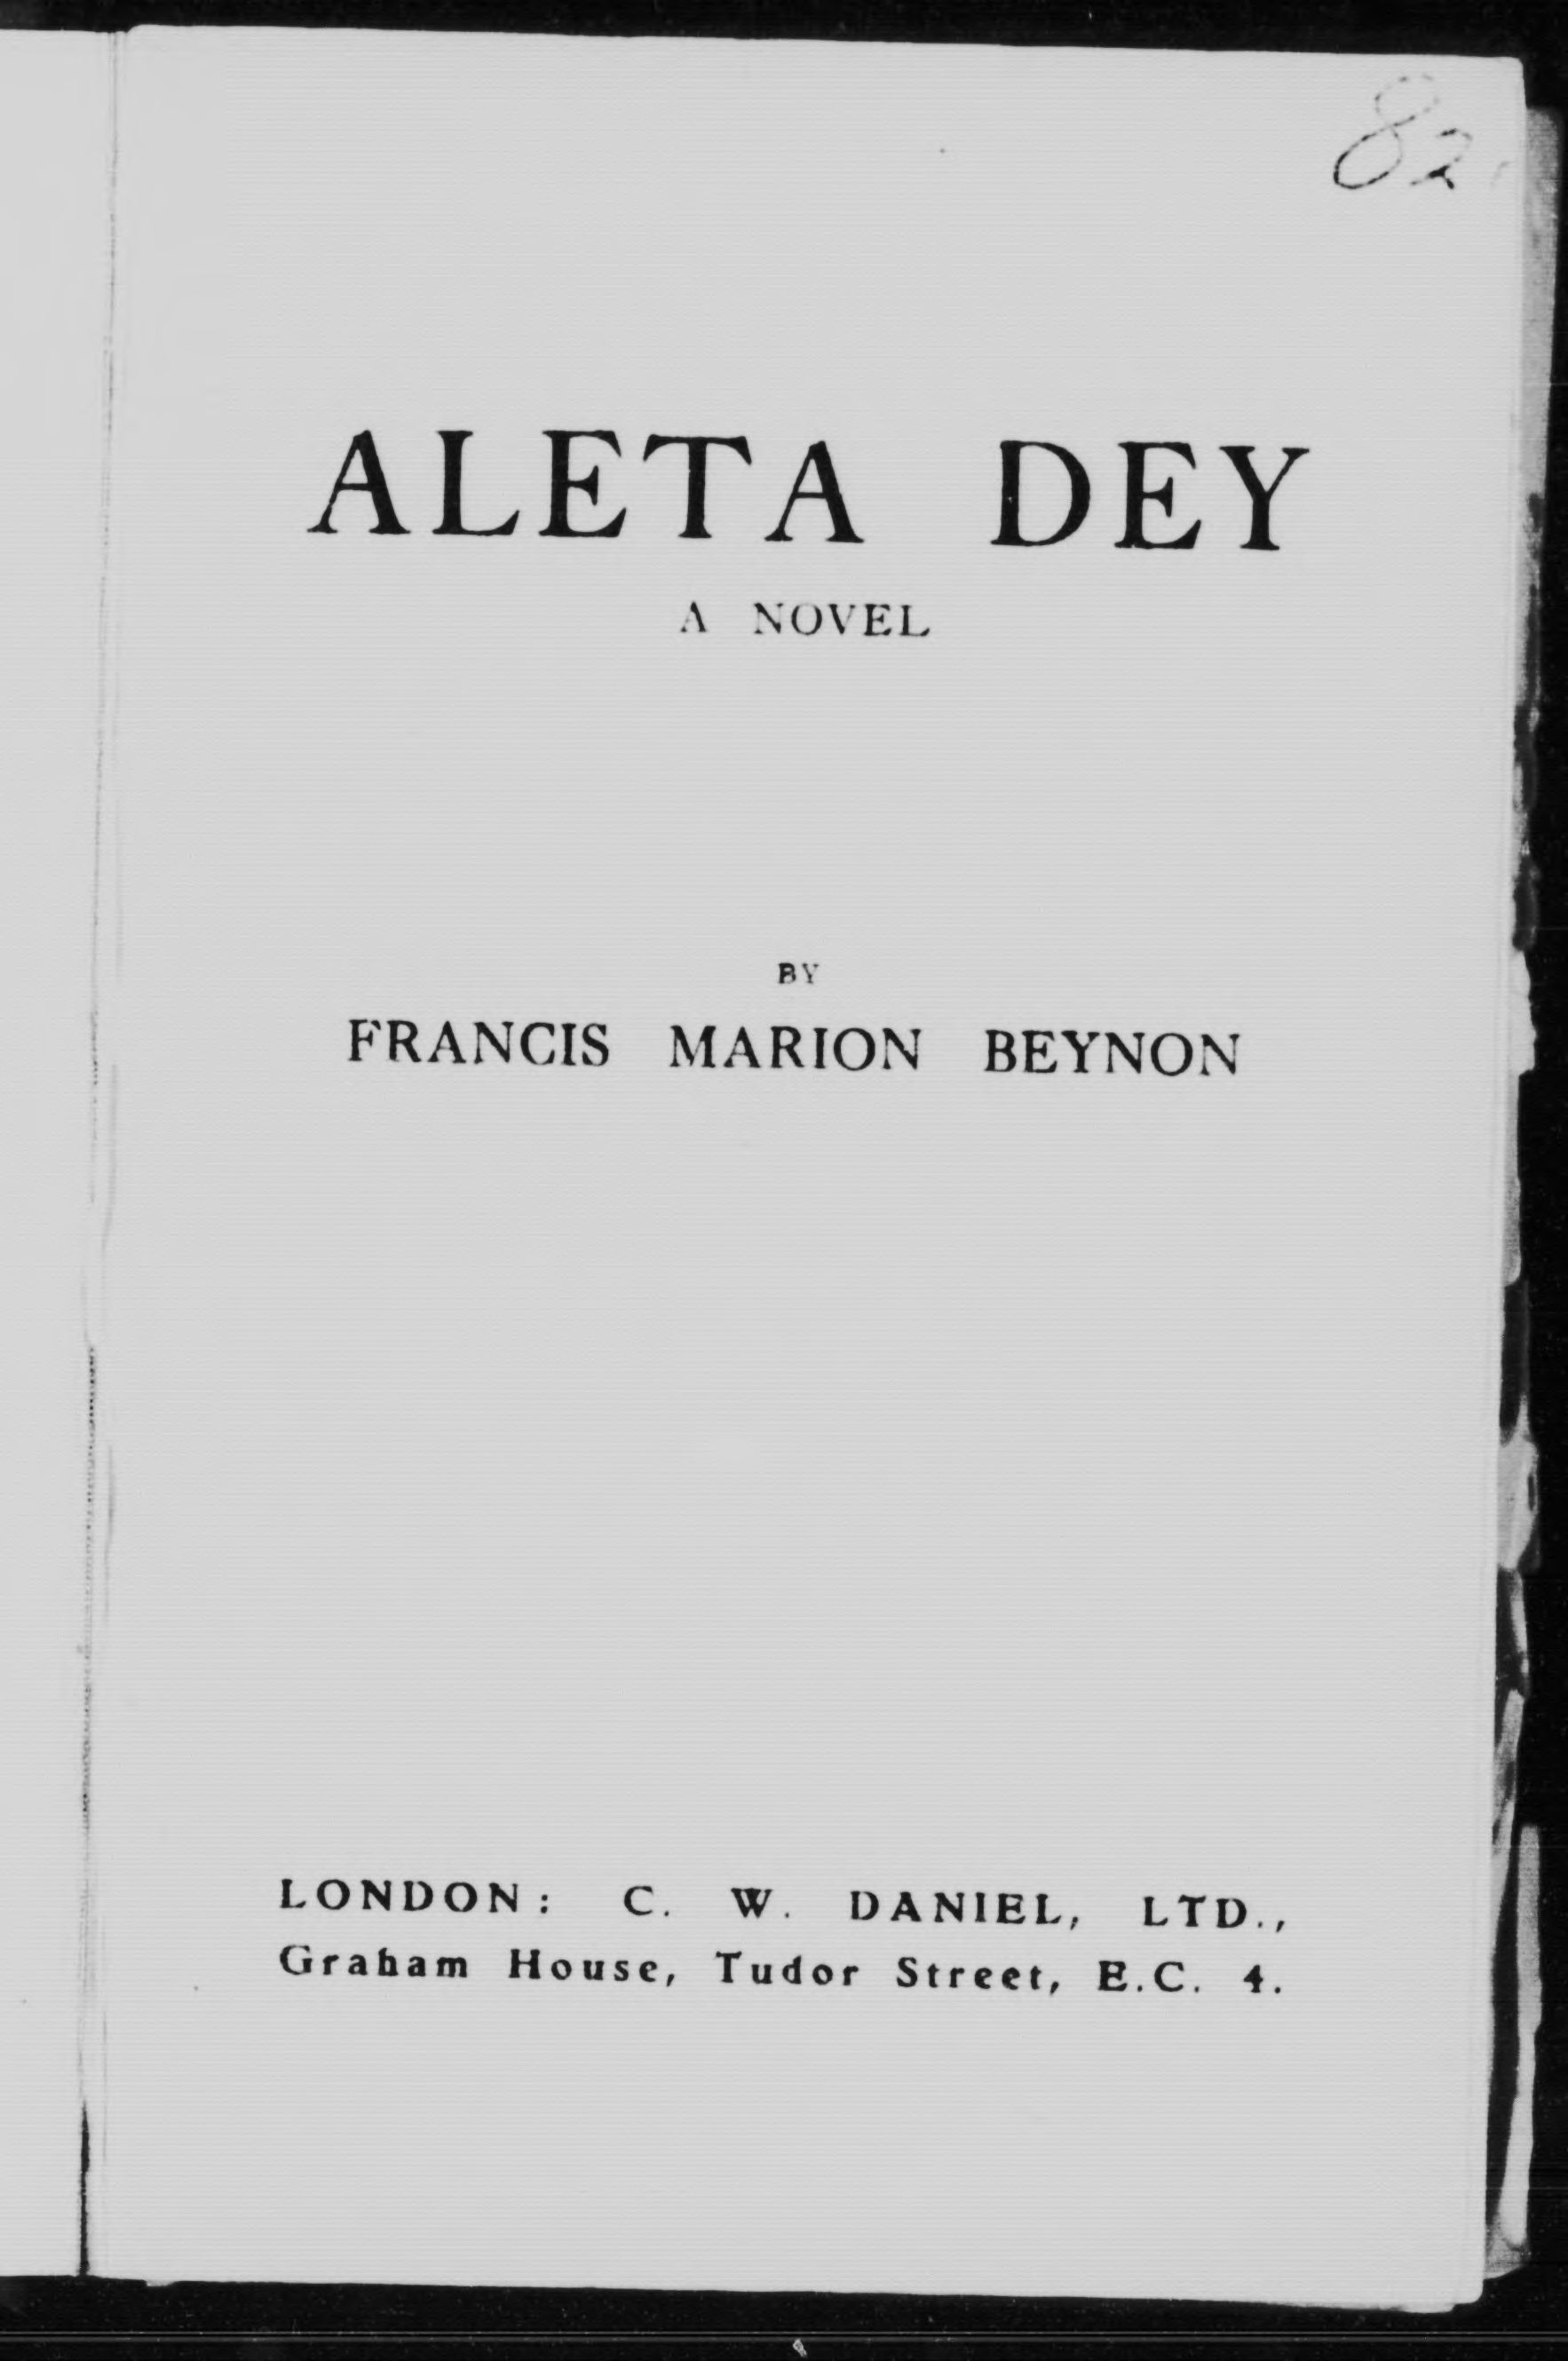 82
ALETA DEY
A NOVEL
BY
FRANCIS MARION BEYNON
LONDON: C. W. DANIEL, LTD.,
Graham House, Tudor Street, E.C. 4.